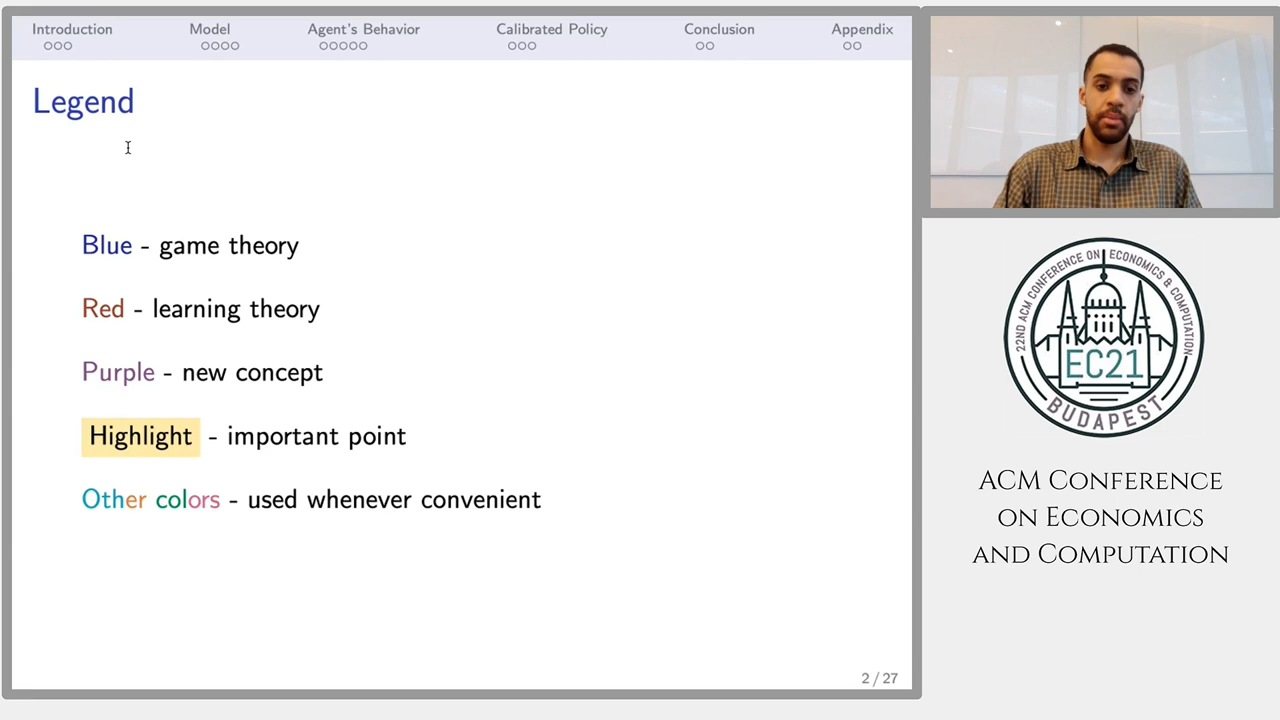 Introduction
Model
Agent's Behavior
Calibrated Policy
Conclusion
Appendix
Legend
Blue - game theory
Red - learning theory
Purple - new concept
Highlight - important point
Other colors - used whenever convenient
2 / 27
22ND ACM CONFERENCE ON ECONOMICS & COMPUTATION
EC21
BUDAPEST
ACM Conference
on Economics
and Computation